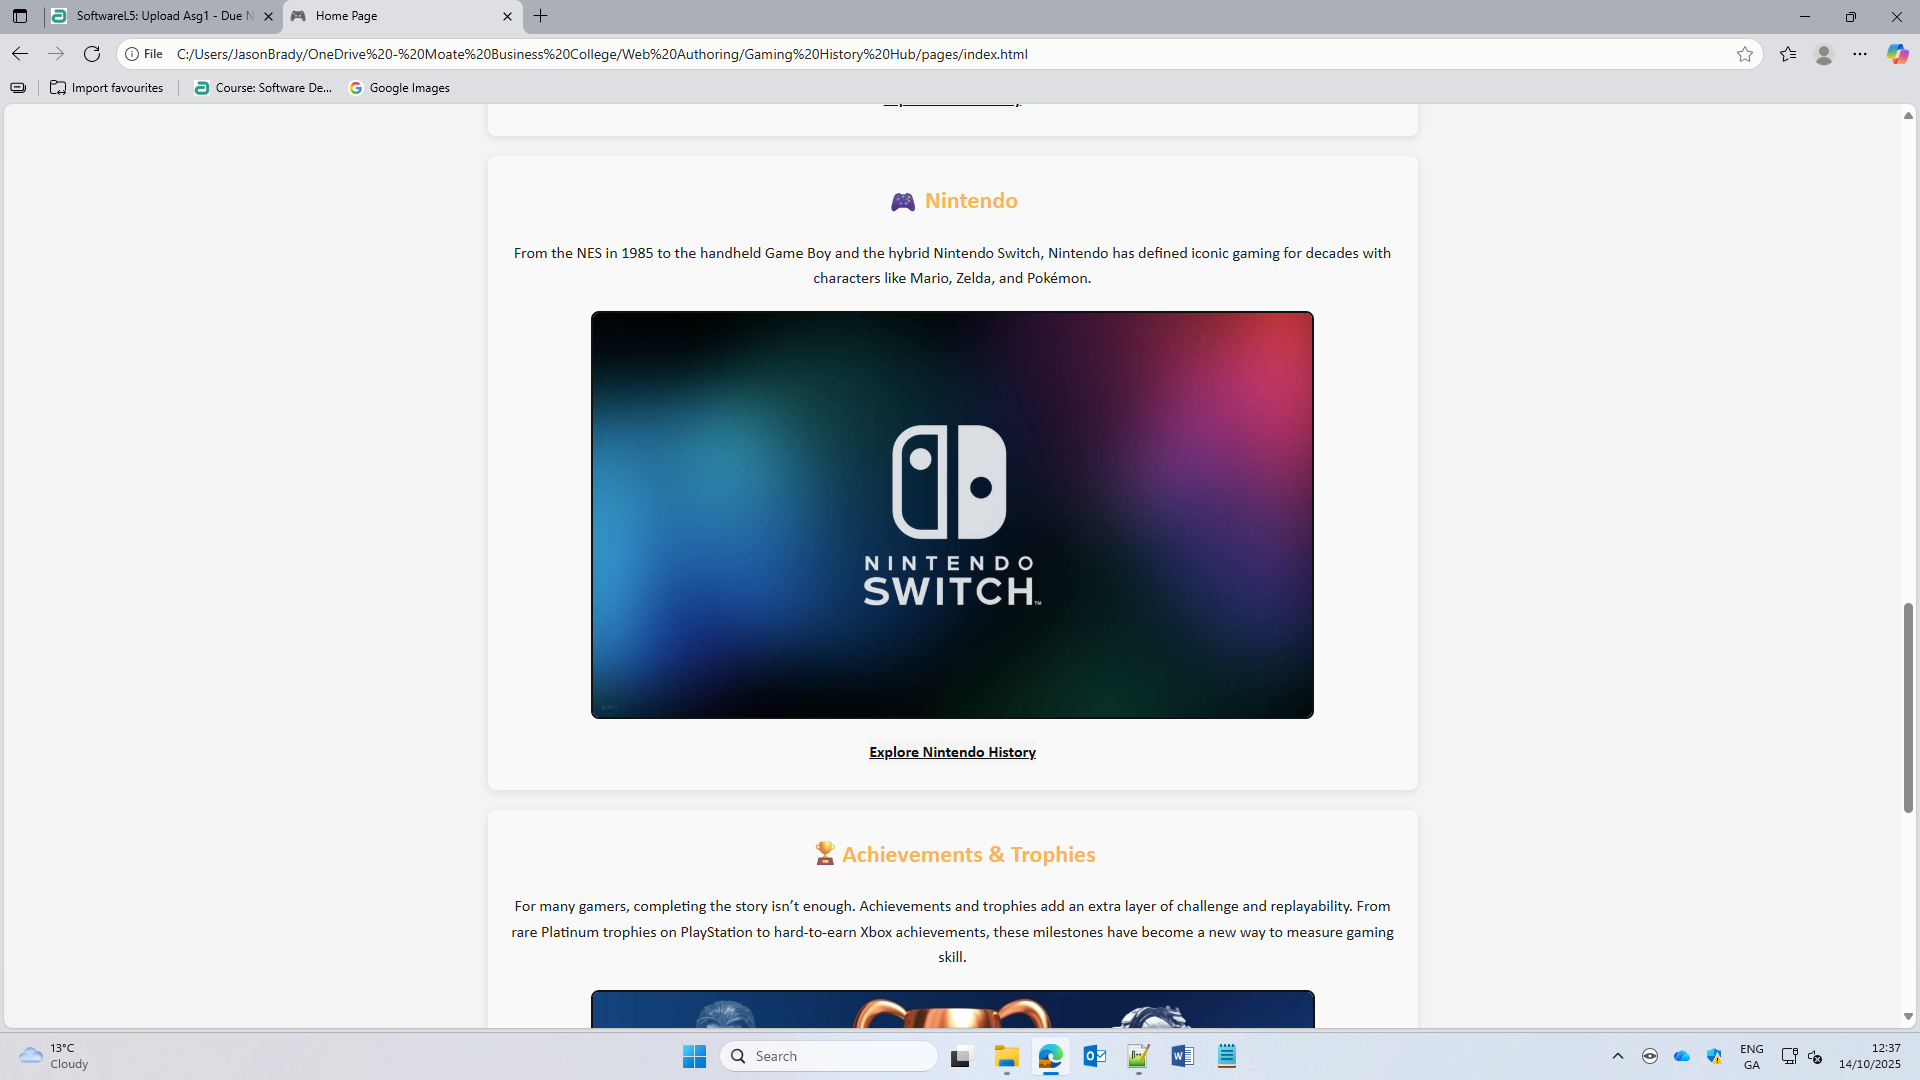 SoftwareL5: Upload Asg1 - Due N
Home Page
File
C:/Users/JasonBrady/OneDrive%20-%20Moate%20Business%20College/Web%20Authoring/Gaming%20History%20Hub/pages/index.html
Import favourites
Course: Software De...
Google Images
Nintendo
From the NES in 1985 to the handheld Game Boy and the hybrid Nintendo Switch, Nintendo has defined iconic gaming for decades with
characters like Mario, Zelda, and Pokémon.
NINTENDO
SWITCH™
Explore Nintendo History
Achievements & Trophies
For many gamers, completing the story isn’t enough. Achievements and trophies add an extra layer of challenge and replayability. From
rare Platinum trophies on PlayStation to hard-to-earn Xbox achievements, these milestones have become a new way to measure gaming
skill.
13°C
Cloudy
Search
ENG
GA
12:37
14/10/2025